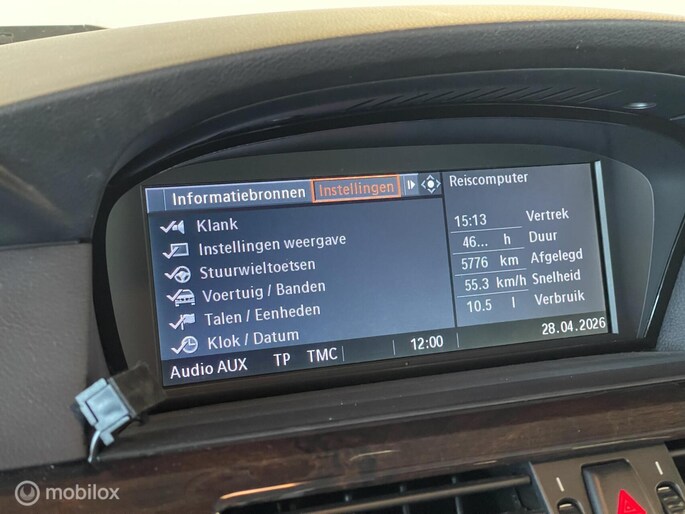 Informatiebronnen Instellingen
Klank
Instellingen weergave
Stuurwieltoetsen
Voertuig / Banden
Talen / Eenheden
Klok / Datum
Reiscomputer
15:13 Vertrek
46... h Duur
5776 km Afgelegd
55.3 km/h Snelheid
10.5 l Verbruik
Audio AUX TP TMC 12:00 28.04.2026
mobilox